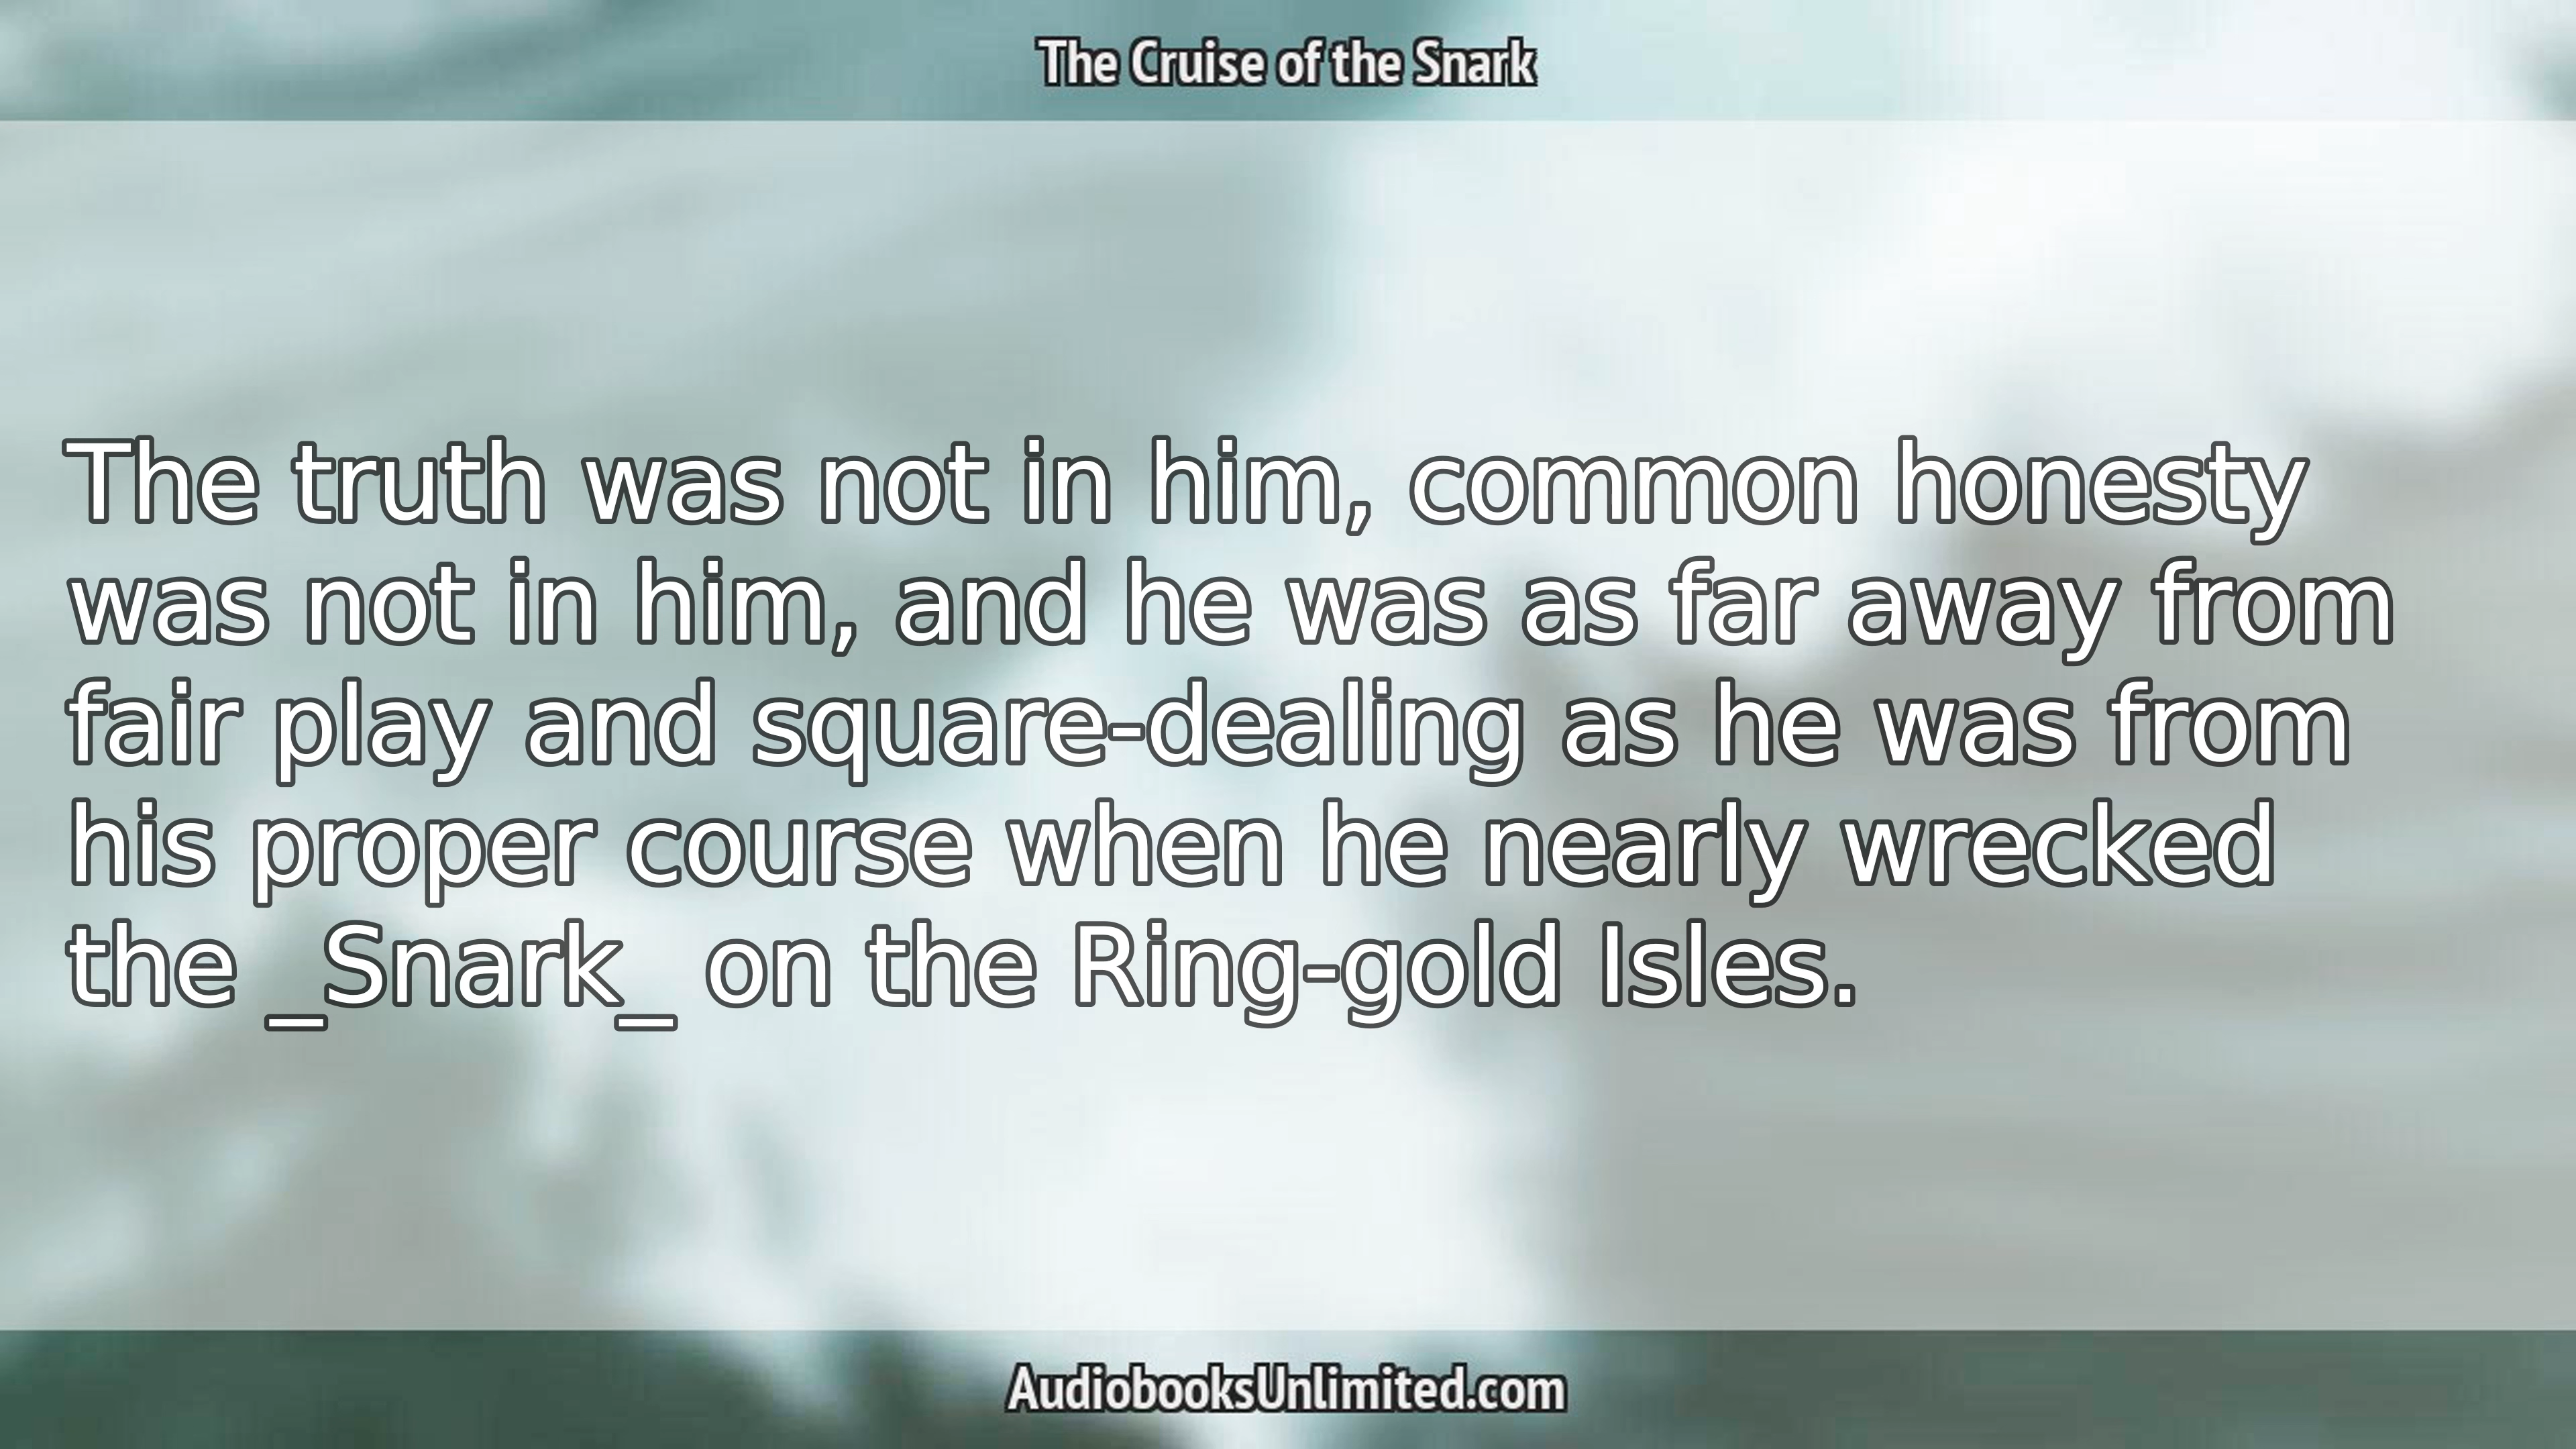 The Cruise of the Snark
The truth was not in him, common honesty
was not in him, and he was as far away from
fair play and square-dealing as he was from
his proper course when he nearly wrecked
the _Snark_ on the Ring-gold Isles.
AudiobooksUnlimited.com